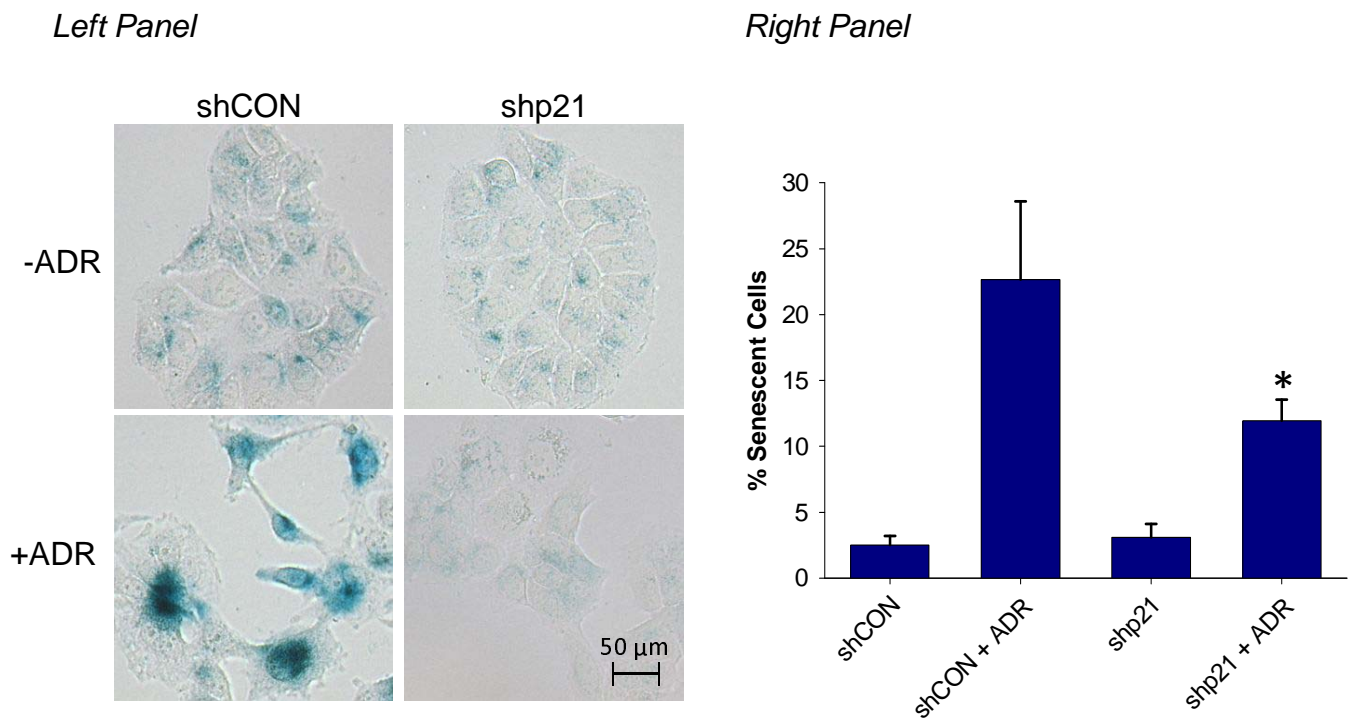 Left Panel
Right Panel
shCON
shp21
-ADR
+ADR
50 µm
% Senescent Cells
30
25
20
15
10
5
0
*
shCON
shCON + ADR
shp21
shp21 + ADR